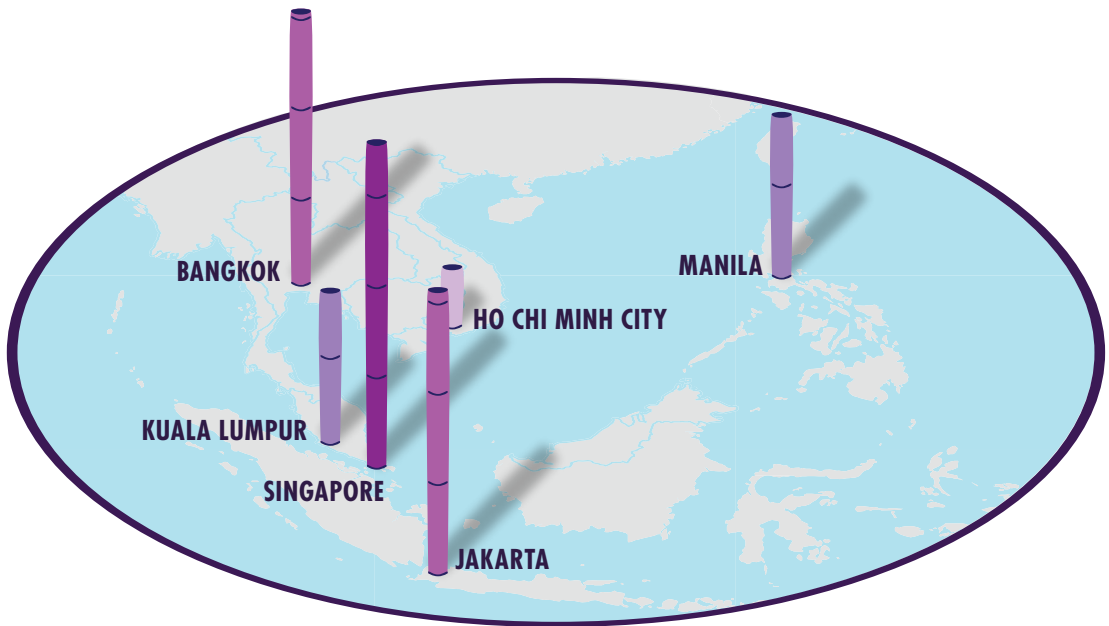 BANGKOK
MANILA
HO CHI MINH CITY
KUALA LUMPUR
SINGAPORE
JAKARTA